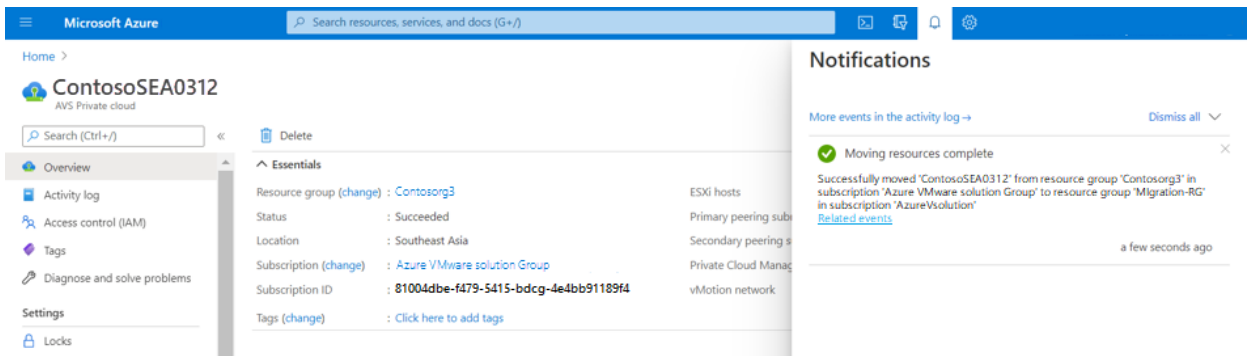 Microsoft Azure
Search resources, services, and docs (G+/)
Home >
ContosoSEA0312
AVS Private cloud
Search (Ctrl+/)
«
Overview
Activity log
Access control (IAM)
Tags
Diagnose and solve problems
Settings
Locks
Delete
Essentials
Resource group (change) : Contosorg3
Status : Succeeded
Location : Southeast Asia
Subscription (change) : Azure VMware solution Group
Subscription ID : 81004dbe-f479-5415-bdcg-4e4bb91189f4
Tags (change) : Click here to add tags
ESXi hosts
Primary peering sub
Secondary peering s
Private Cloud Manag
vMotion network
Notifications
More events in the activity log →
Dismiss all
Moving resources complete
Successfully moved 'ContosoSEA0312' from resource group 'Contosorg3' in
subscription 'Azure VMware solution Group' to resource group 'MIgration-RG'
in subscription 'AzureVsolution'
Related events
a few seconds ago